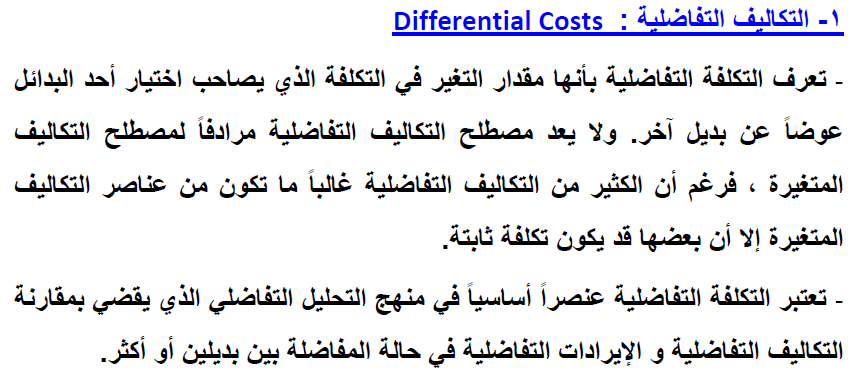 ١- التكاليف التفاضلية : Differential Costs
- تعرف التكلفة التفاضلية بأنها مقدار التغير في التكلفة الذي يصاحب اختيار أحد البدائل
عوضاً عن بديل آخر. ولا يعد مصطلح التكاليف التفاضلية مرادفاً لمصطلح التكاليف
المتغيرة ، فرغم أن الكثير من التكاليف التفاضلية غالباً ما تكون من عناصر التكاليف
المتغيرة إلا أن بعضها قد يكون تكلفة ثابتة.
- تعتبر التكلفة التفاضلية عنصراً أساسياً في منهج التحليل التفاضلي الذي يقضي بمقارنة
التكاليف التفاضلية و الإيرادات التفاضلية في حالة المفاضلة بين بديلين أو أكثر.